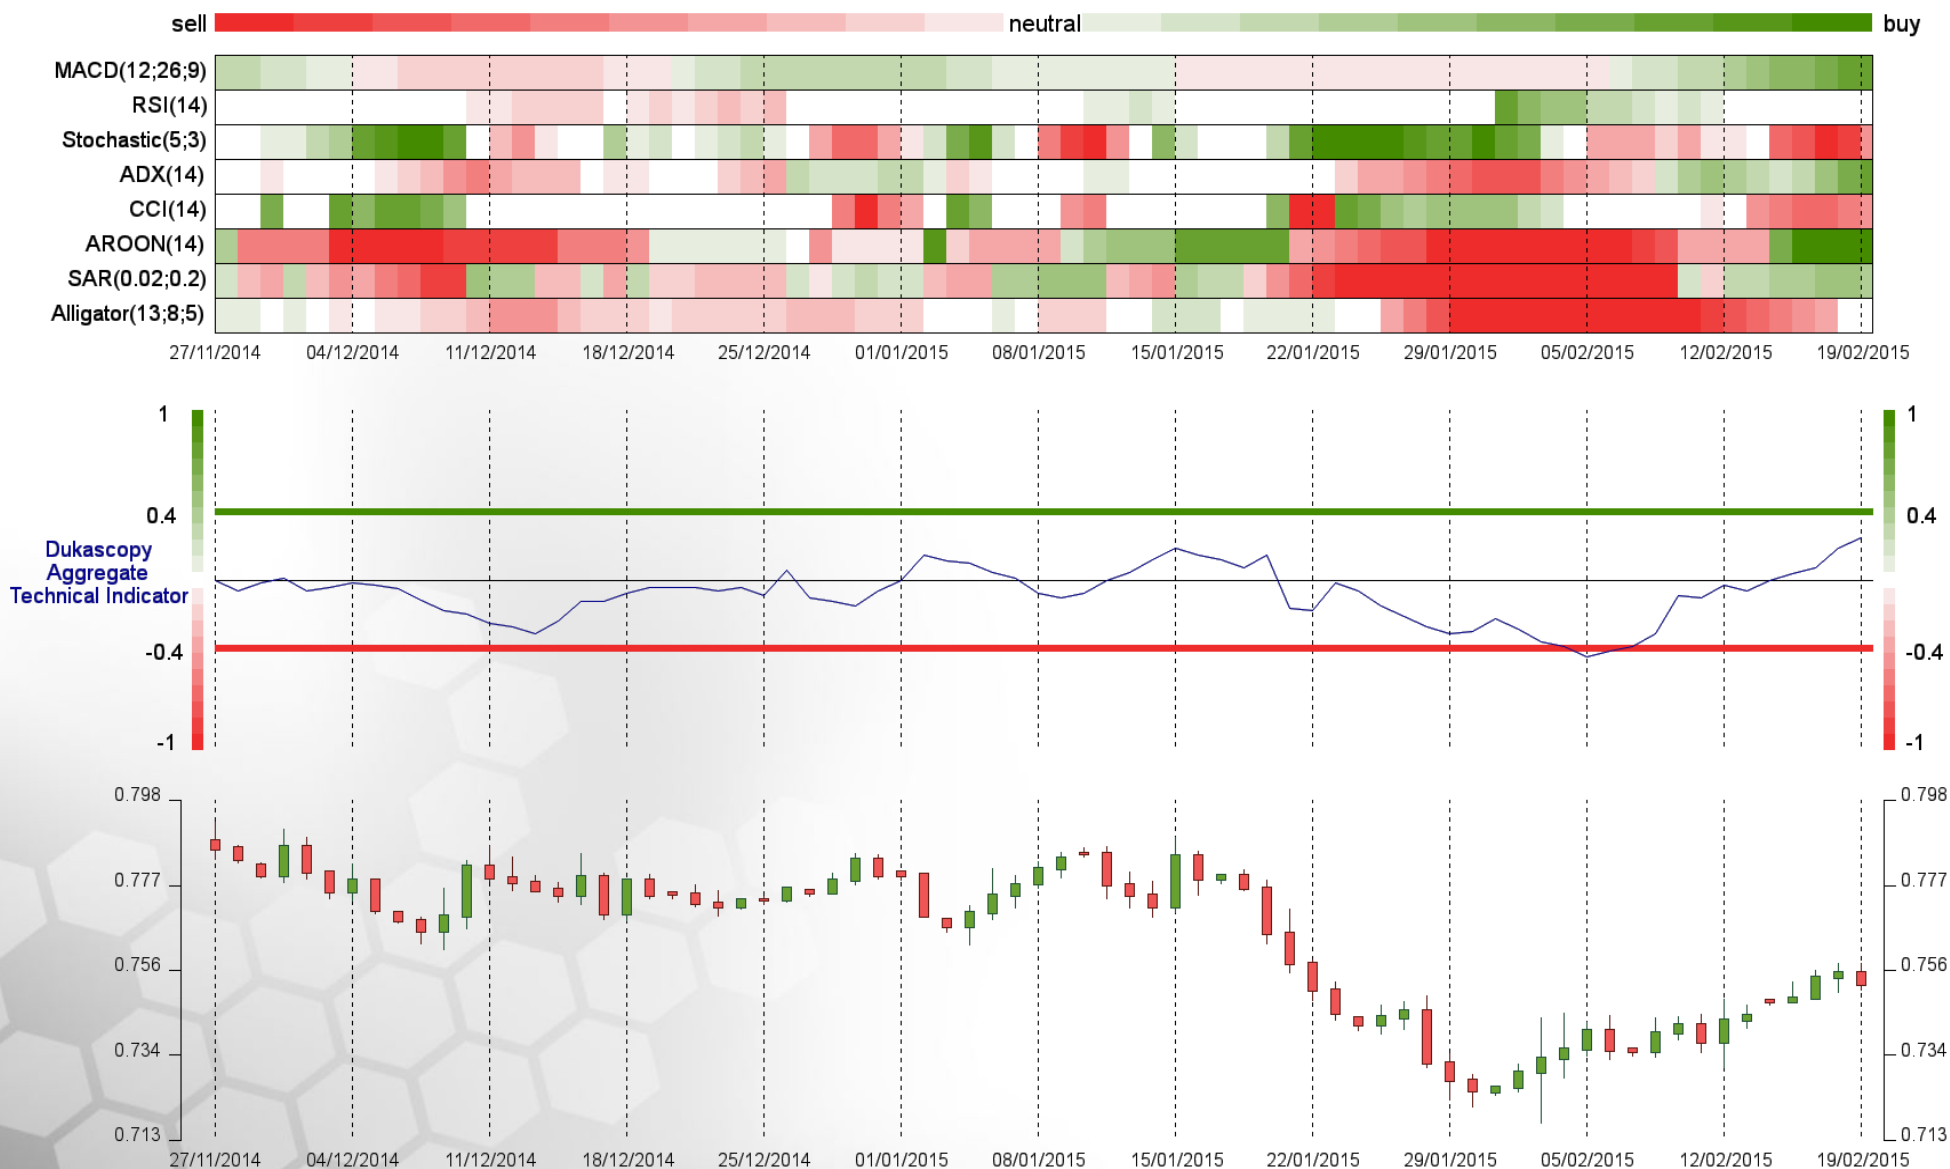 sell neutral buy
MACD(12;26;9)
RSI(14)
Stochastic(5;3)
ADX(14)
CCI(14)
AROON(14)
SAR(0.02;0.2)
Alligator(13;8;5)
27/11/2014 04/12/2014 11/12/2014 18/12/2014 25/12/2014 01/01/2015 08/01/2015 15/01/2015 22/01/2015 29/01/2015 05/02/2015 12/02/2015 19/02/2015
1 1
0.4 0.4
Dukascopy
Aggregate
Technical Indicator
-0.4 -0.4
-1 -1
0.798 0.798
0.777 0.777
0.756 0.756
0.734 0.734
0.713 0.713
27/11/2014 04/12/2014 11/12/2014 18/12/2014 25/12/2014 01/01/2015 08/01/2015 15/01/2015 22/01/2015 29/01/2015 05/02/2015 12/02/2015 19/02/2015